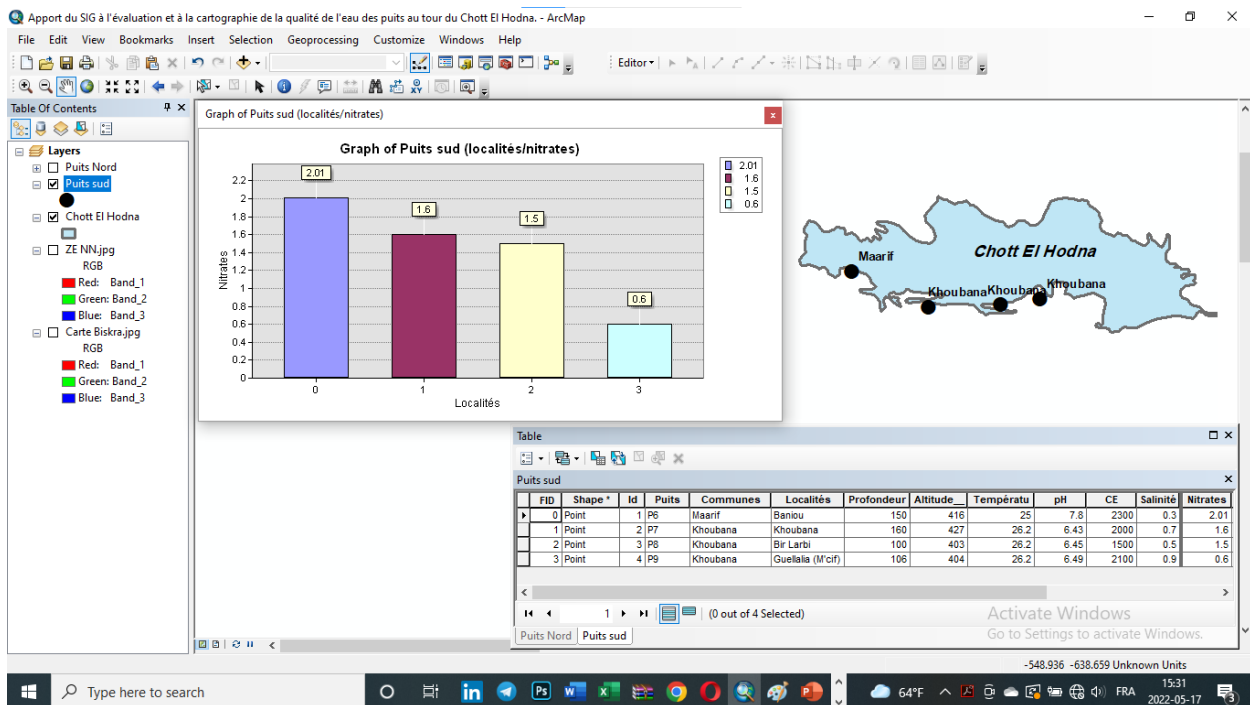 Apport du SIG à l'évaluation et à la cartographie de la qualité de l'eau des puits au tour du Chott El Hodna. - ArcMap
File Edit View Bookmarks Insert Selection Geoprocessing Customize Windows Help
Editor
Table Of Contents
Layers
Puits Nord
Puits sud
Chott El Hodna
ZE NN.jpg
RGB
Red: Band_1
Green: Band_2
Blue: Band_3
Carte Biskra.jpg
RGB
Red: Band_1
Green: Band_2
Blue: Band_3
Graph of Puits sud (localités/nitrates)
Graph of Puits sud (localités/nitrates)
2.2
2
1.8
1.6
1.4
1.2
1
0.8
0.6
0.4
0.2
0
Nitrates
2.01
1.6
1.5
0.6
0 1 2 3
Localités
2.01
1.6
1.5
0.6
Chott El Hodna
Maarif
Khoubana Khoubana Khoubana
Table
Puits sud
FID Shape * Id Puits Communes Localités Profondeur Altitude__ Températu pH CE Salinité Nitrates
0 Point 1 P6 Maarif Baniou 150 416 25 7.8 2300 0.3 2.01
1 Point 2 P7 Khoubana Khoubana 160 427 26.2 6.43 2000 0.7 1.6
2 Point 3 P8 Khoubana Bir Larbi 100 403 26.2 6.45 1500 0.5 1.5
3 Point 4 P9 Khoubana Guellalia (M'cif) 106 404 26.2 6.49 2100 0.9 0.6
1 (0 out of 4 Selected)
Puits Nord Puits sud
Activate Windows
Go to Settings to activate Windows.
-548.936 -638.659 Unknown Units
Type here to search
64°F
FRA
15:31
2022-05-17
3